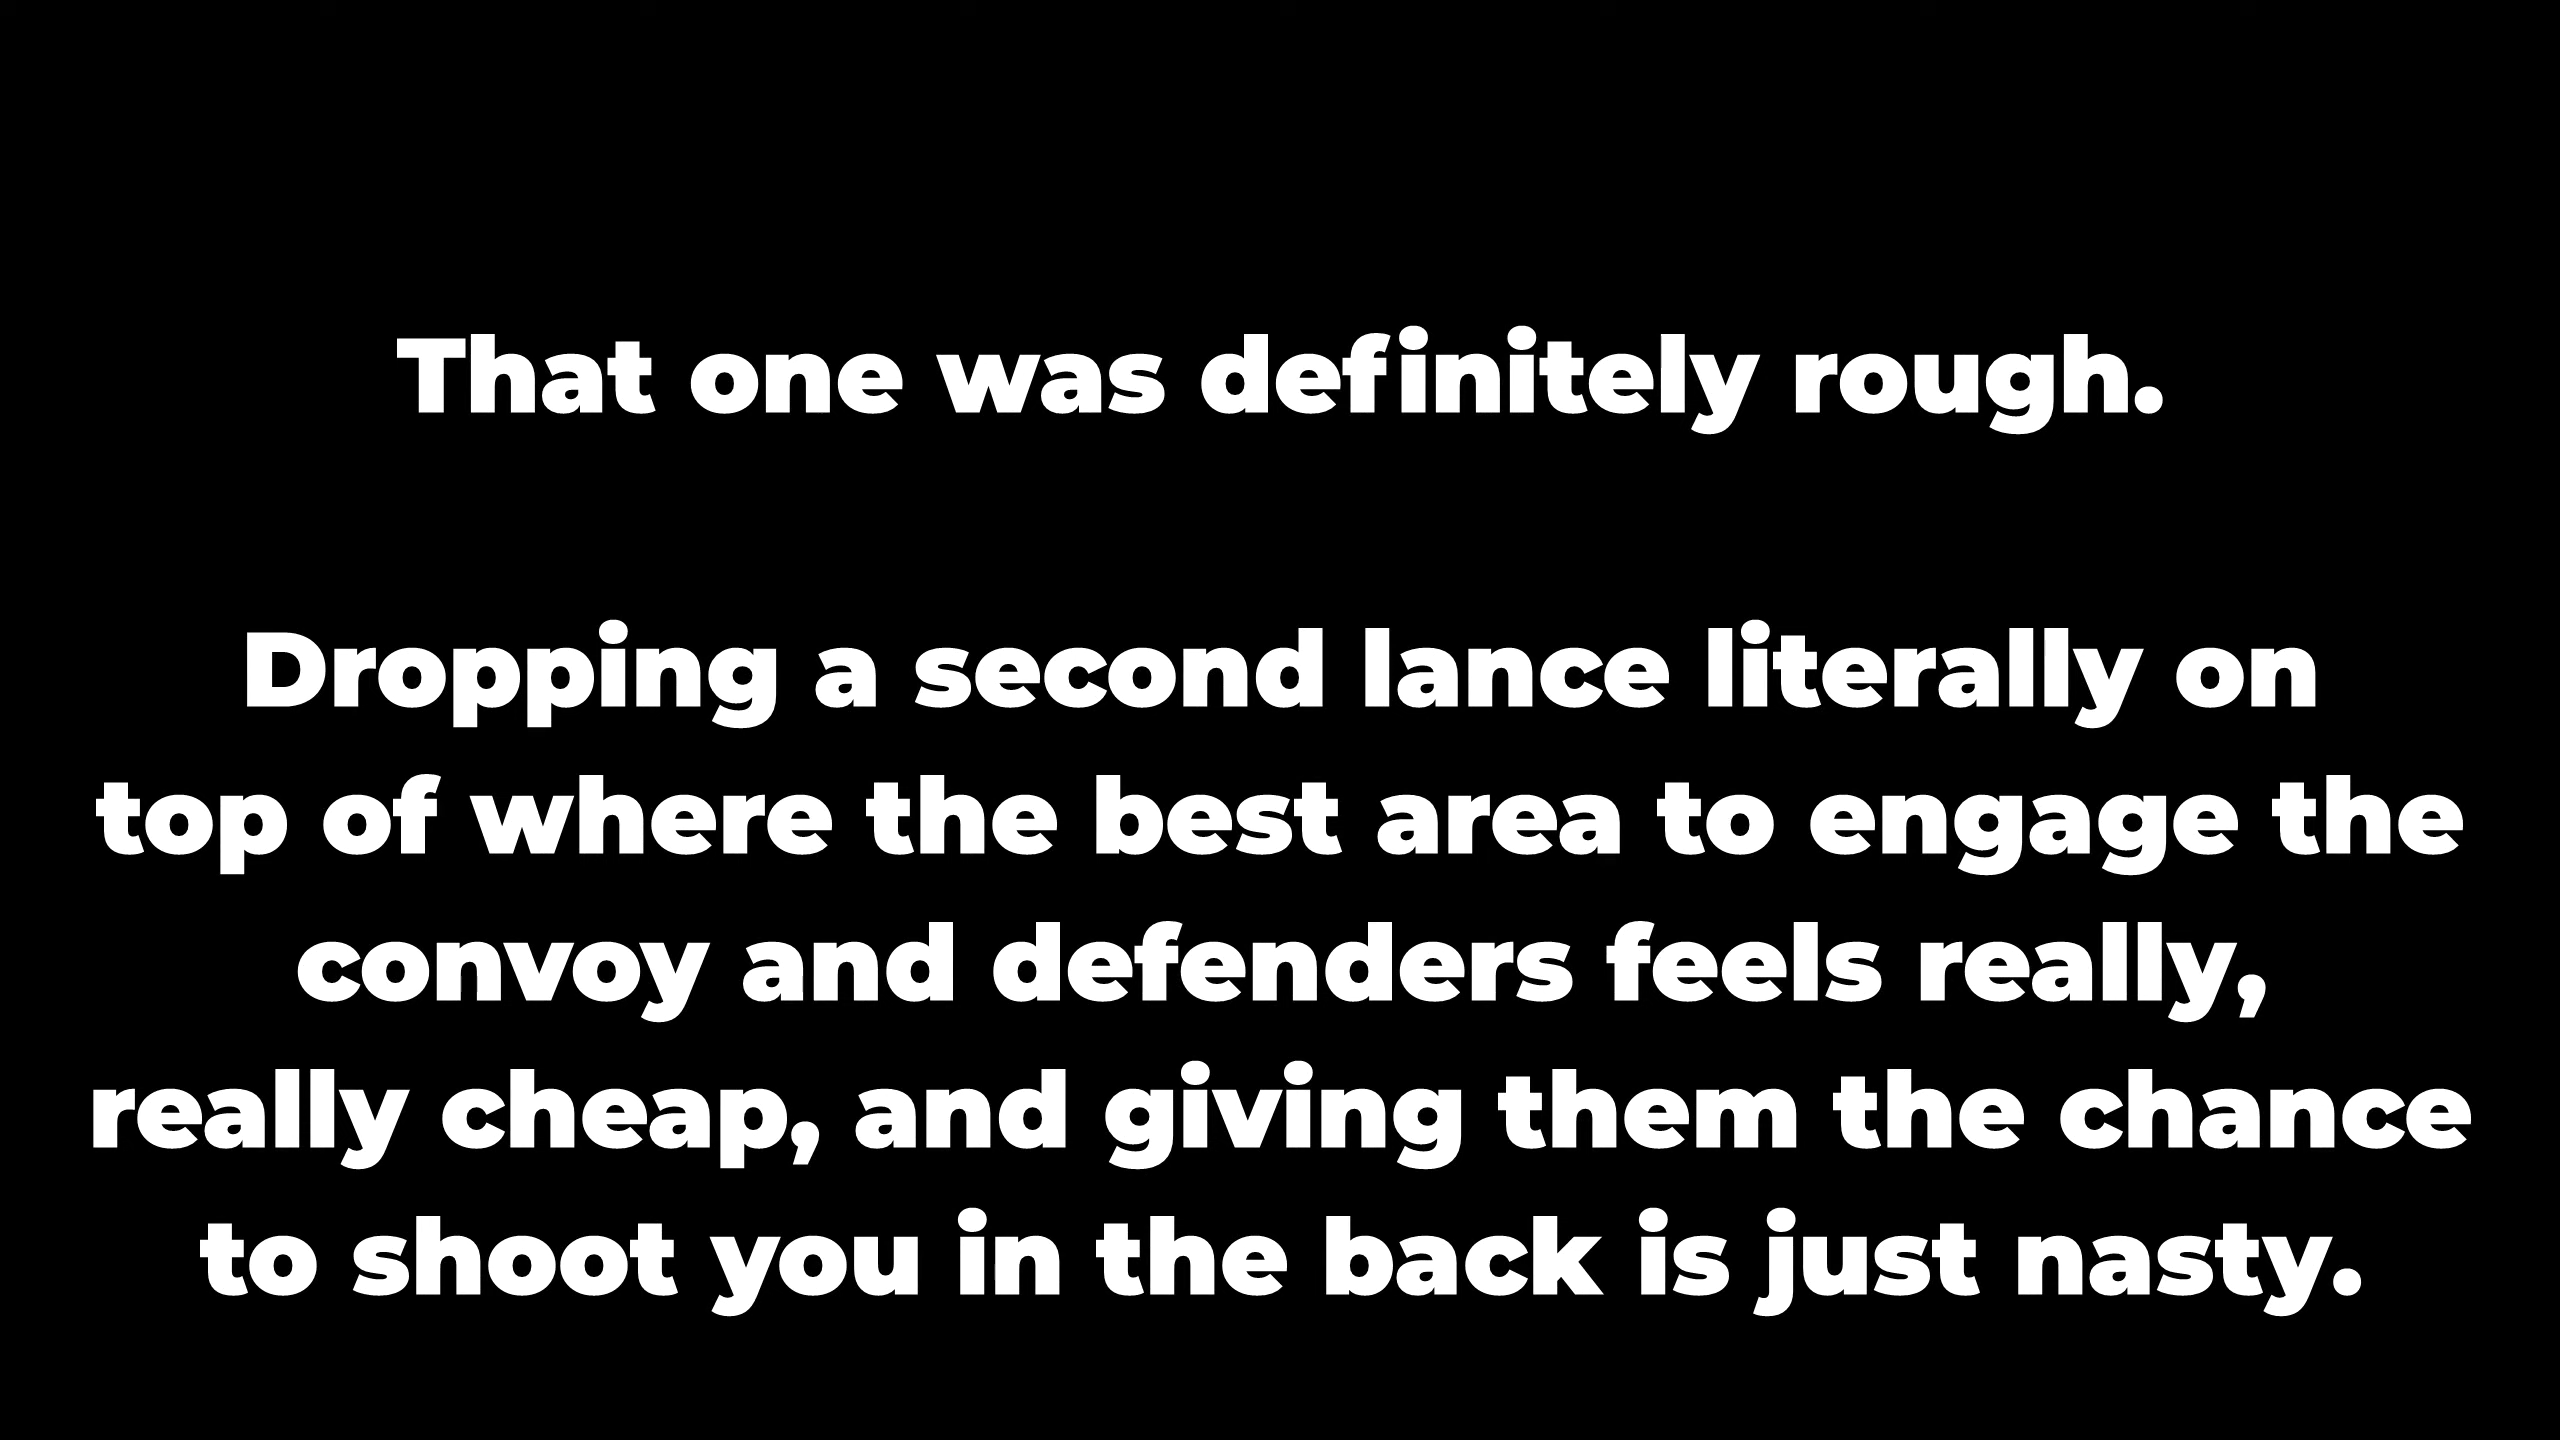 That one was definitely rough.
Dropping a second lance literally on
top of where the best area to engage the
convoy and defenders feels really,
really cheap, and giving them the chance
to shoot you in the back is just nasty.